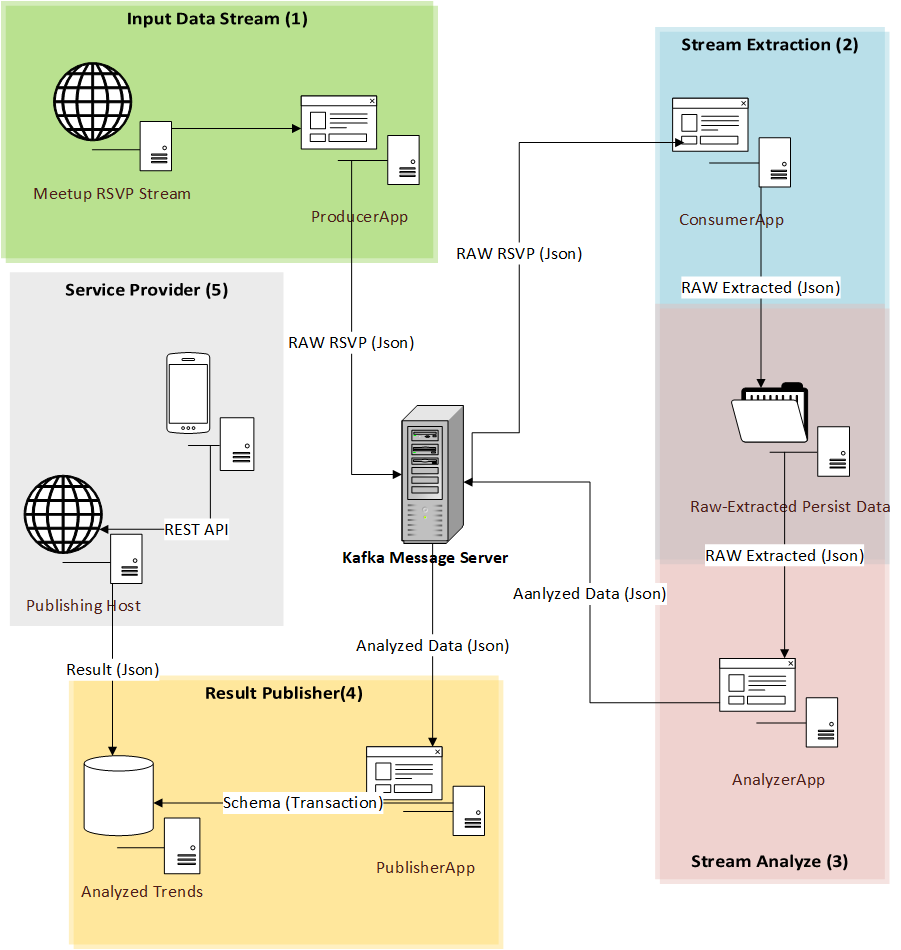 Input Data Stream (1)
Meetup RSVP Stream
ProducerApp
Stream Extraction (2)
ConsumerApp
RAW RSVP (Json)
RAW Extracted (Json)
Service Provider (5)
RAW RSVP (Json)
REST API
Publishing Host
Kafka Message Server
Raw-Extracted Persist Data
RAW Extracted (Json)
Aanlyzed Data (Json)
Analyzed Data (Json)
Result (Json)
Result Publisher(4)
Schema (Transaction)
PublisherApp
Analyzed Trends
AnalyzerApp
Stream Analyze (3)